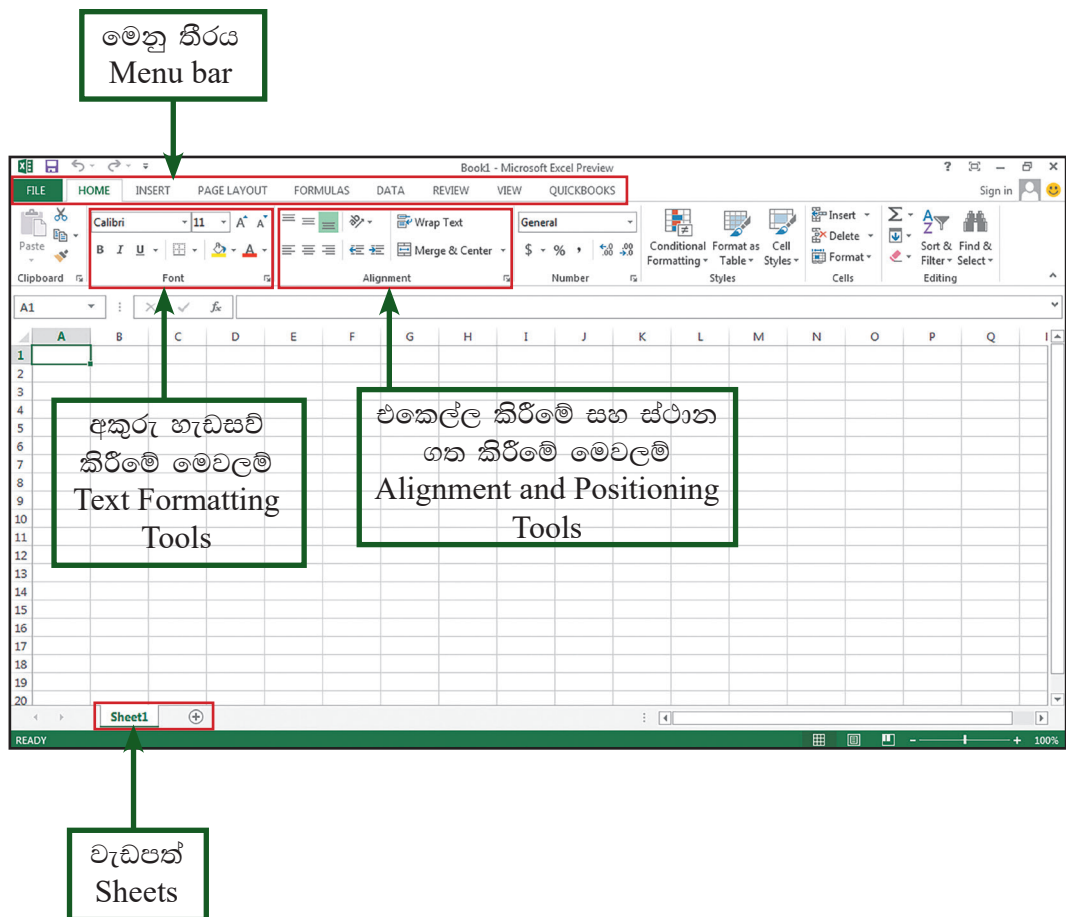 මෙනු තීරය
Menu bar
Book1 - Microsoft Excel Preview
?
FILE HOME INSERT PAGE LAYOUT FORMULAS DATA REVIEW VIEW QUICKBOOKS Sign in
Paste
Clipboard
Calibri 11 A A
B I U A
Font
Wrap Text
Merge & Center
Alignment
General
$ % , .0 .00 .00 .0
Number
Conditional Formatting
Format as Table
Cell Styles
Styles
Insert
Delete
Format
Cells
Σ
Sort & Filter
Find & Select
Editing
A1 fx
A B C D E F G H I J K L M N O P Q
1
2
3
4
5
6
7
8
9
10
11
12
13
14
15
16
17
18
19
20
අකුරු හැඩසව්
කිරීමේ මෙවලම්
Text Formatting
Tools
එකෙල්ල කිරීමේ සහ ස්ථාන
ගත කිරීමේ මෙවලම්
Alignment and Positioning
Tools
Sheet1
READY 100%
වැඩපත්
Sheets